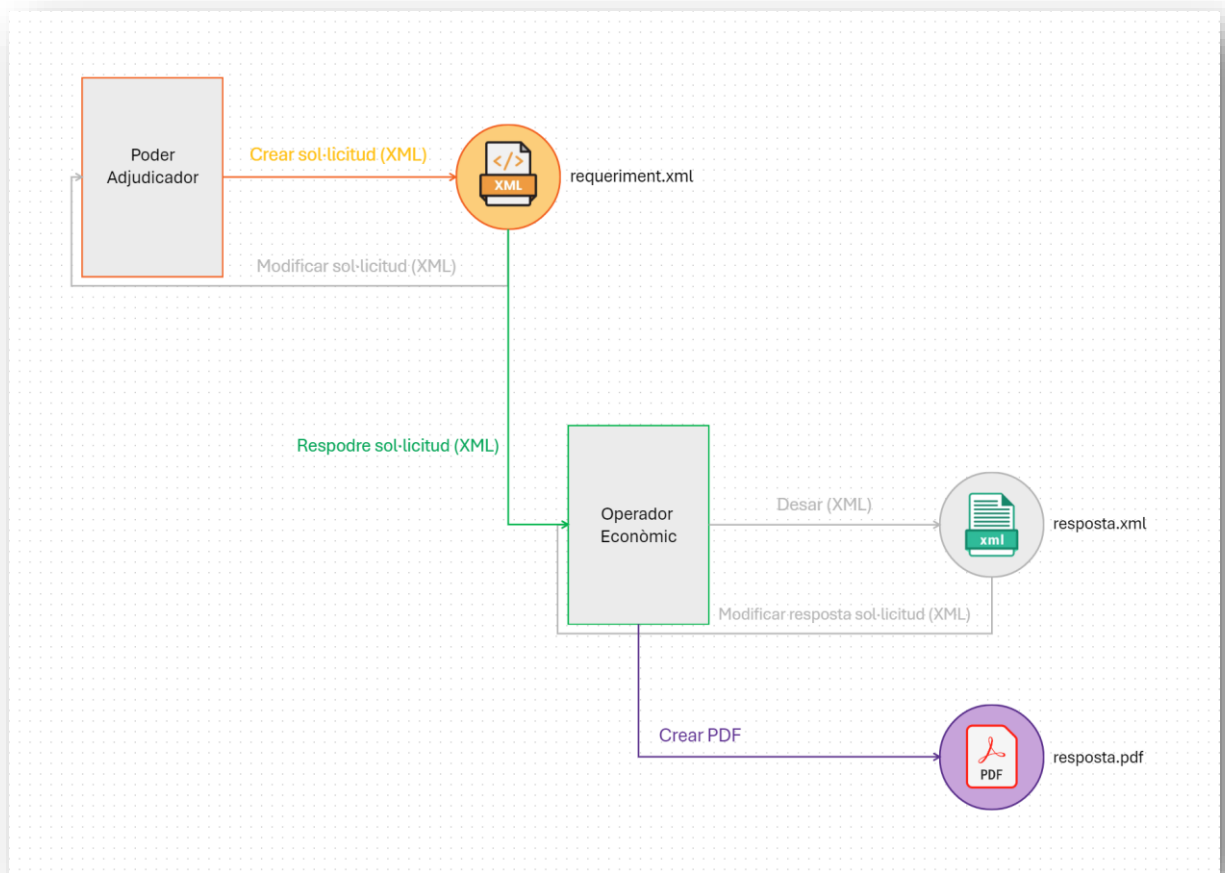 Poder
Adjudicador
Crear sol·licitud (XML)
</>
XML
requeriment.xml
Modificar sol·licitud (XML)
Respodre sol·licitud (XML)
Operador
Econòmic
Desar (XML)
xml
resposta.xml
Modificar resposta sol·licitud (XML)
Crear PDF
PDF
resposta.pdf